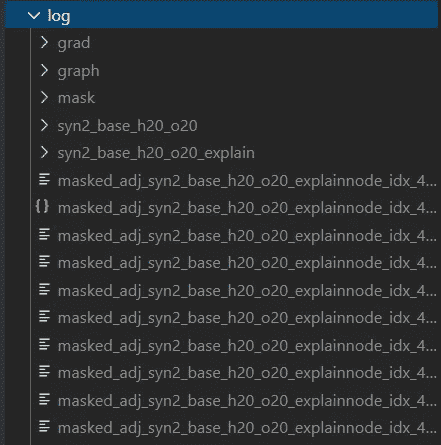 log
grad
graph
mask
syn2_base_h20_o20
syn2_base_h20_o20_explain
masked_adj_syn2_base_h20_o20_explainnode_idx_4...
masked_adj_syn2_base_h20_o20_explainnode_idx_4...
masked_adj_syn2_base_h20_o20_explainnode_idx_4...
masked_adj_syn2_base_h20_o20_explainnode_idx_4...
masked_adj_syn2_base_h20_o20_explainnode_idx_4...
masked_adj_syn2_base_h20_o20_explainnode_idx_4...
masked_adj_syn2_base_h20_o20_explainnode_idx_4...
masked_adj_syn2_base_h20_o20_explainnode_idx_4...
masked_adj_syn2_base_h20_o20_explainnode_idx_4...
masked_adj_syn2_base_h20_o20_explainnode_idx_4...